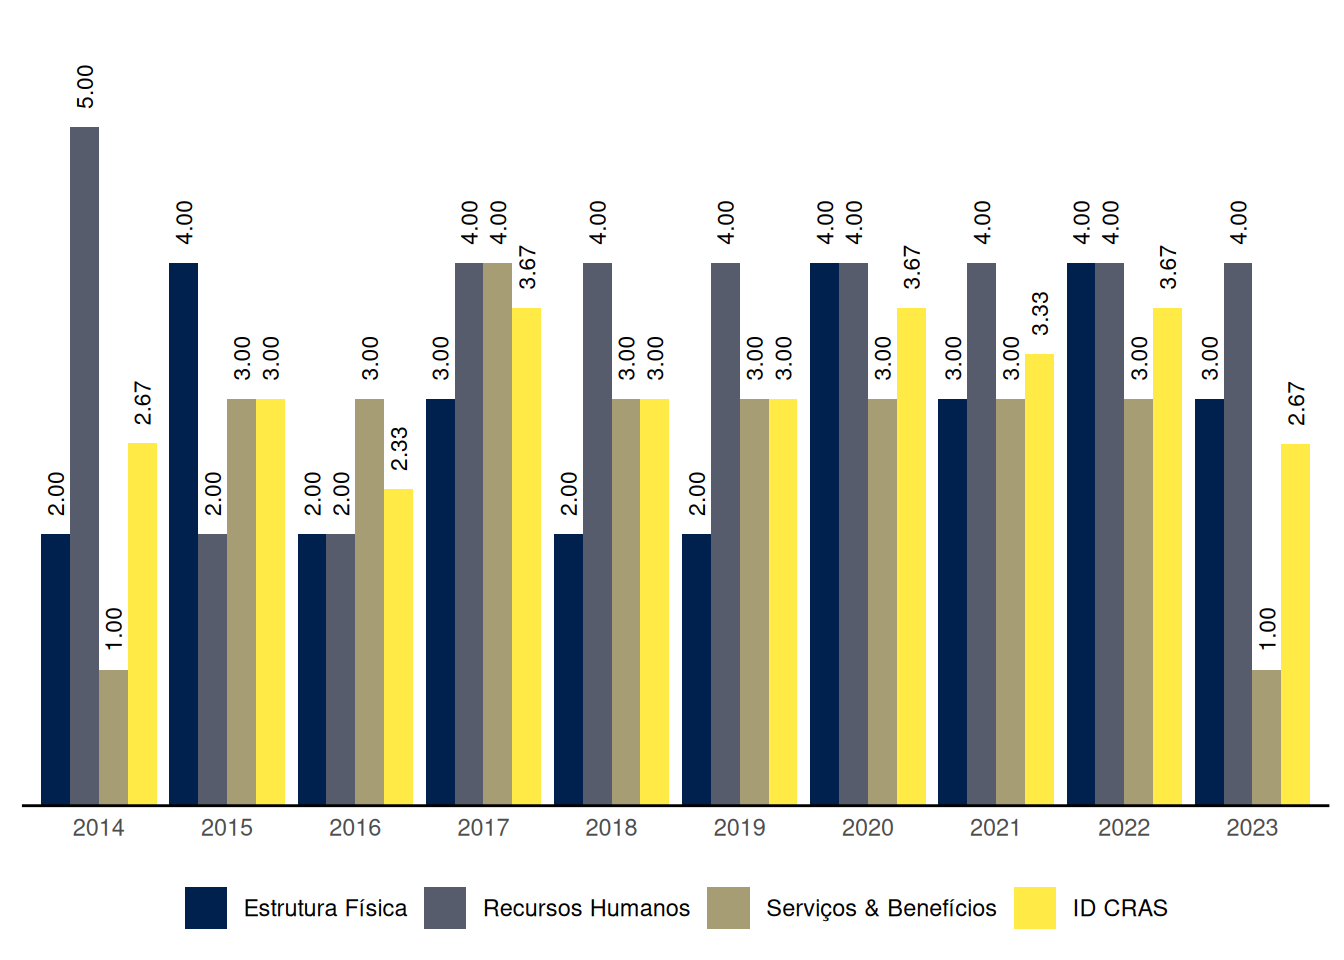 5.00
4.00 4.00 4.00 4.00 4.00 4.00 4.00 4.00 4.00 4.00 4.00
3.67 3.67 3.67
3.33
3.00 3.00 3.00 3.00 3.00 3.00 3.00 3.00 3.00 3.00 3.00 3.00 3.00 3.00
2.67 2.67
2.33
2.00 2.00 2.00 2.00 2.00 2.00
1.00 1.00
2014 2015 2016 2017 2018 2019 2020 2021 2022 2023
Estrutura Física Recursos Humanos Serviços & Benefícios ID CRAS